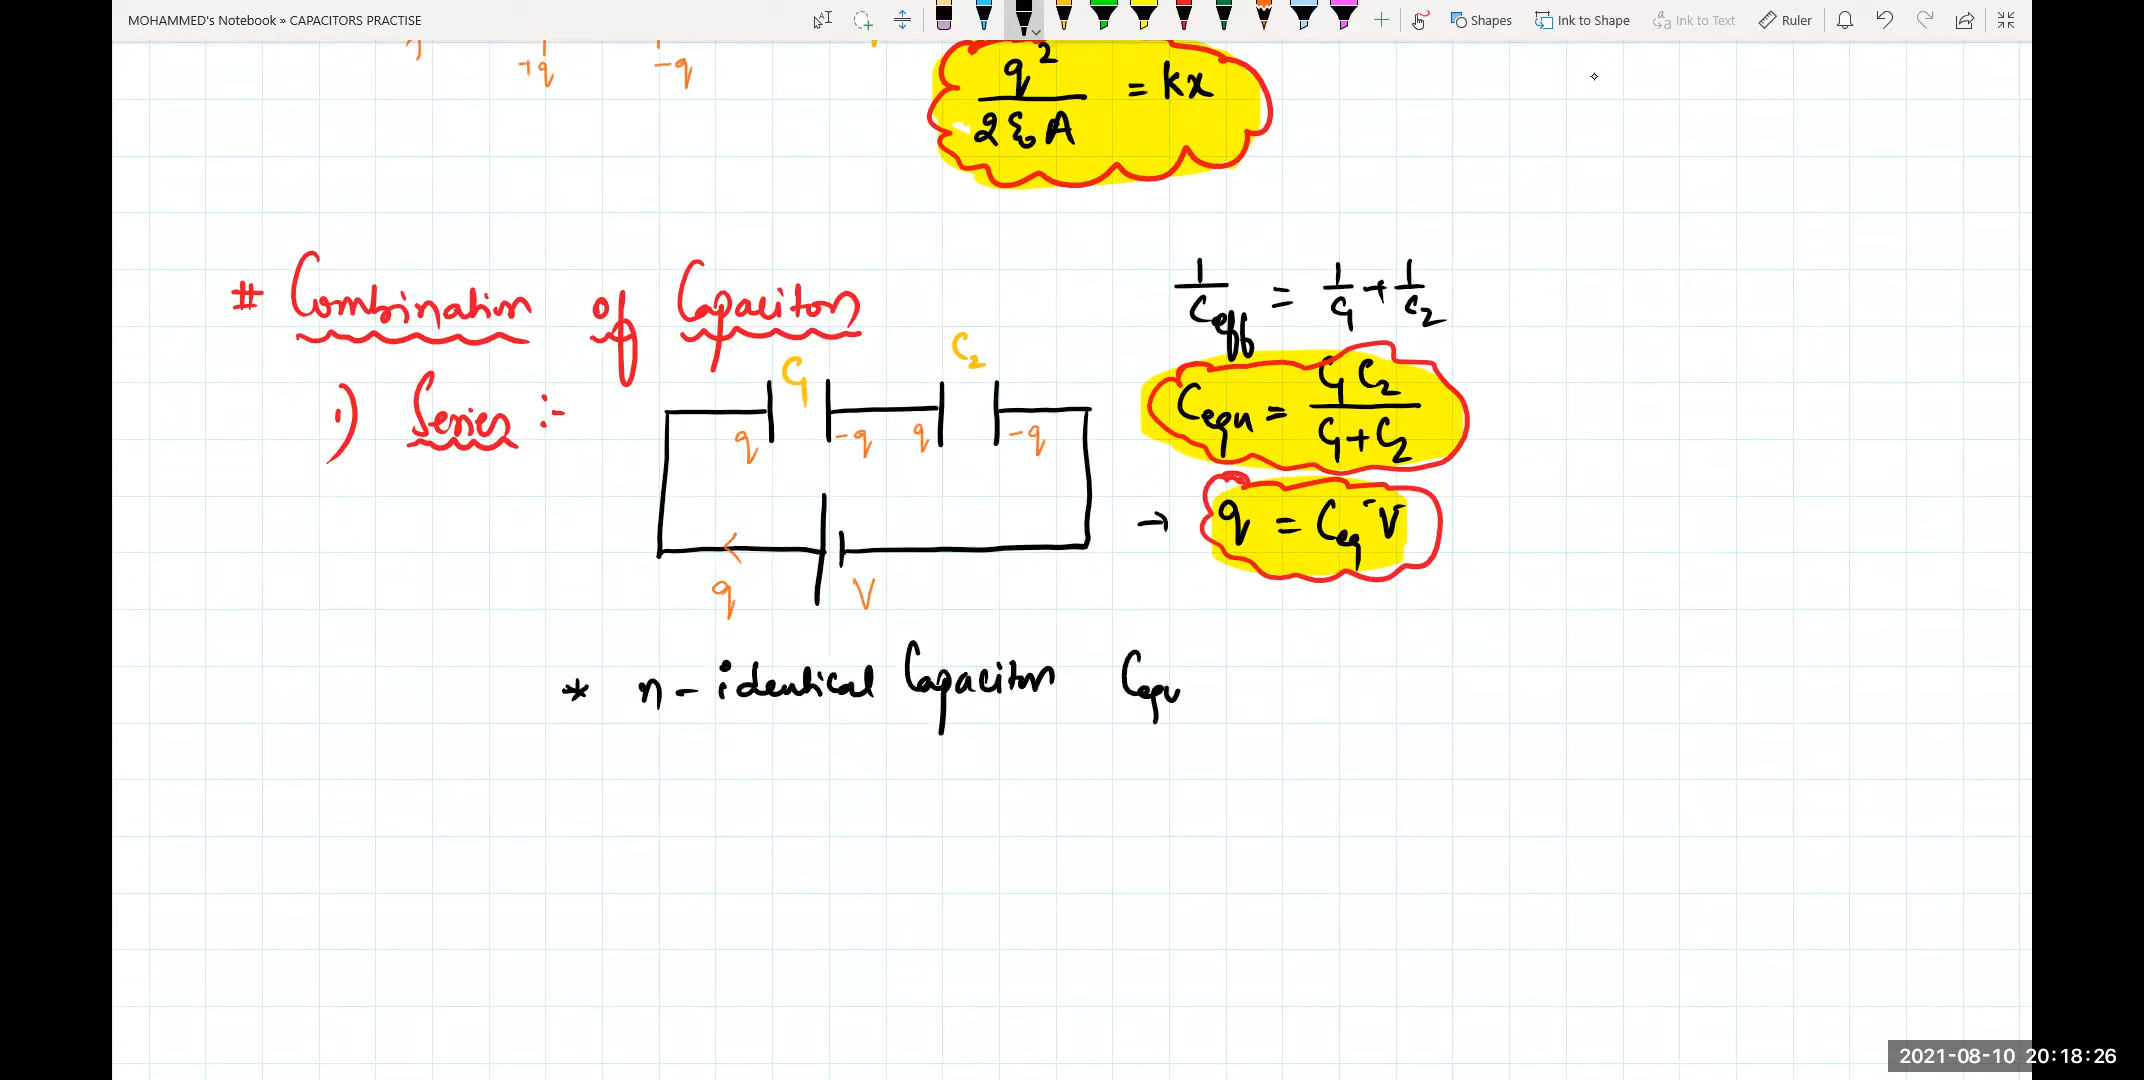 MOHAMMED's Notebook » CAPACITORS PRACTISE
Shapes Ink to Shape Ink to Text Ruler
+q -q
q² / 2ε₀A = kx
# Combination of Capacitors
1) Series :-
C₁ C₂
q -q q -q
q V
1/Ceff = 1/C₁ + 1/C₂
Cequ = C₁C₂ / C₁+C₂
→ q = Ceq V
* n - identical Capacitors Cequ
2021-08-10 20:18:26